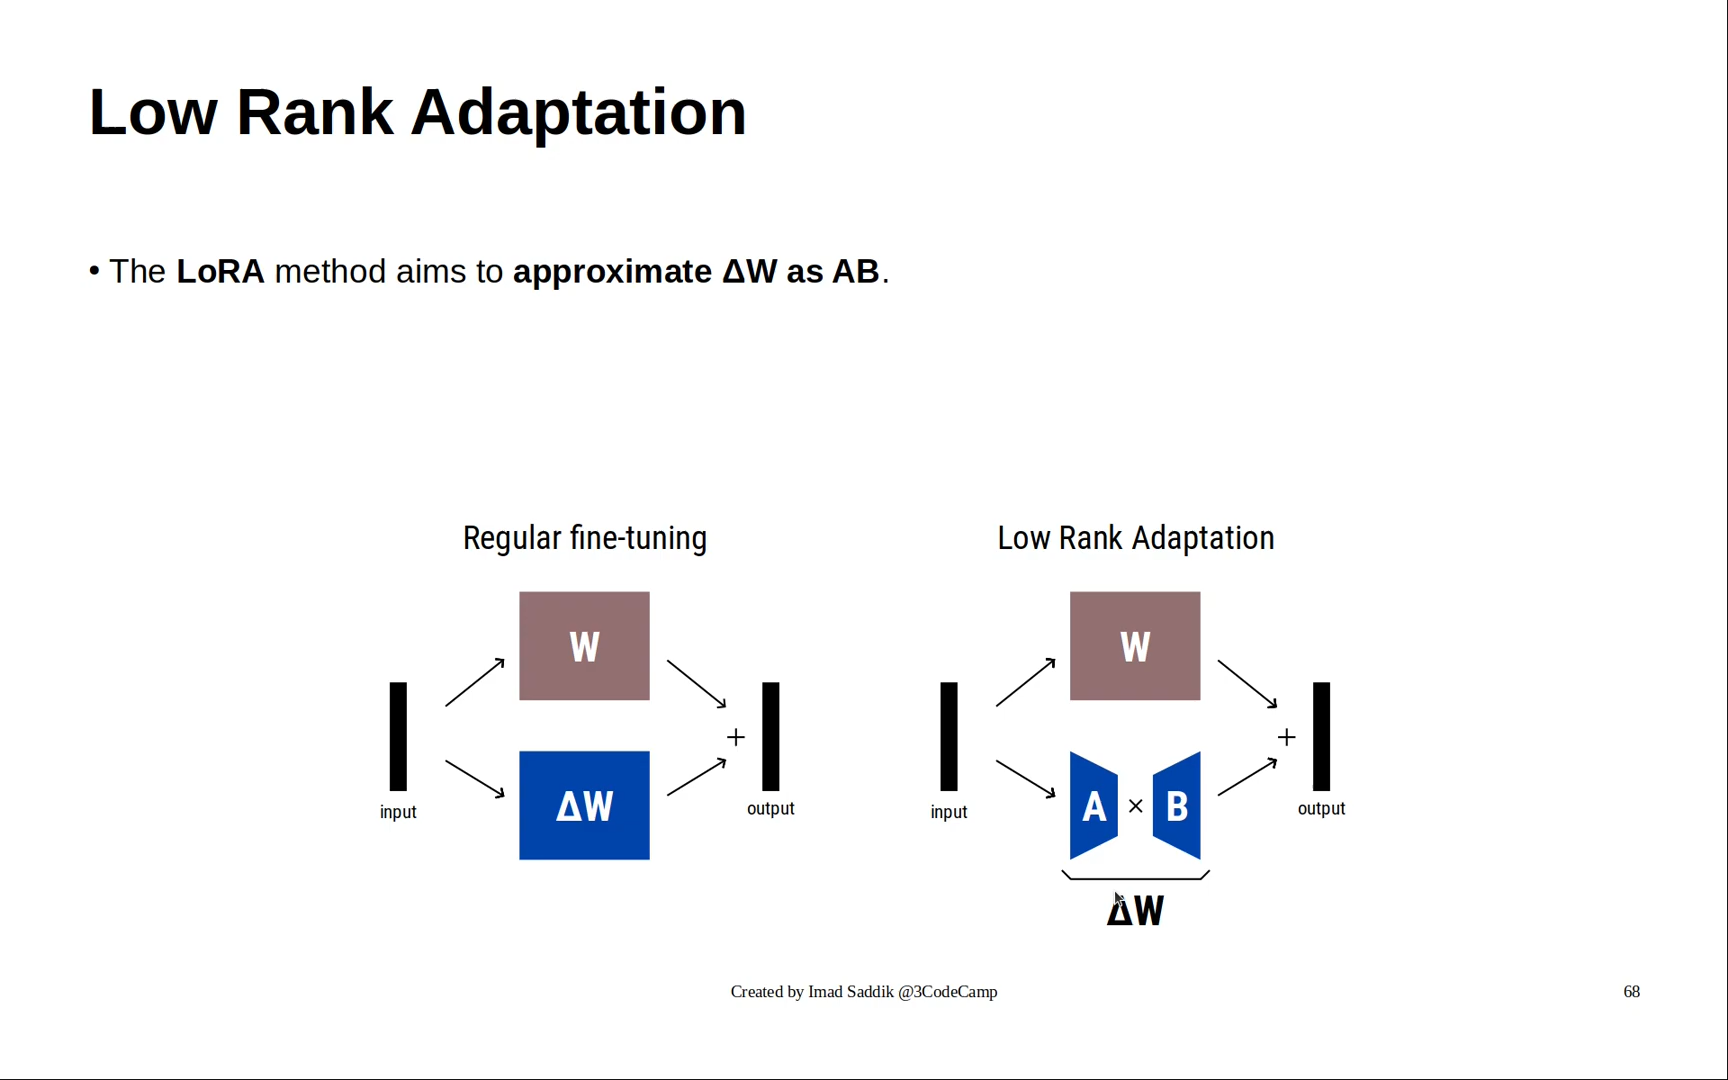 Low Rank Adaptation
• The LoRA method aims to approximate ΔW as AB.
Regular fine-tuning
W
ΔW
+
input
output
Low Rank Adaptation
W
A × B
+
input
output
ΔW
Created by Imad Saddik @3CodeCamp
68